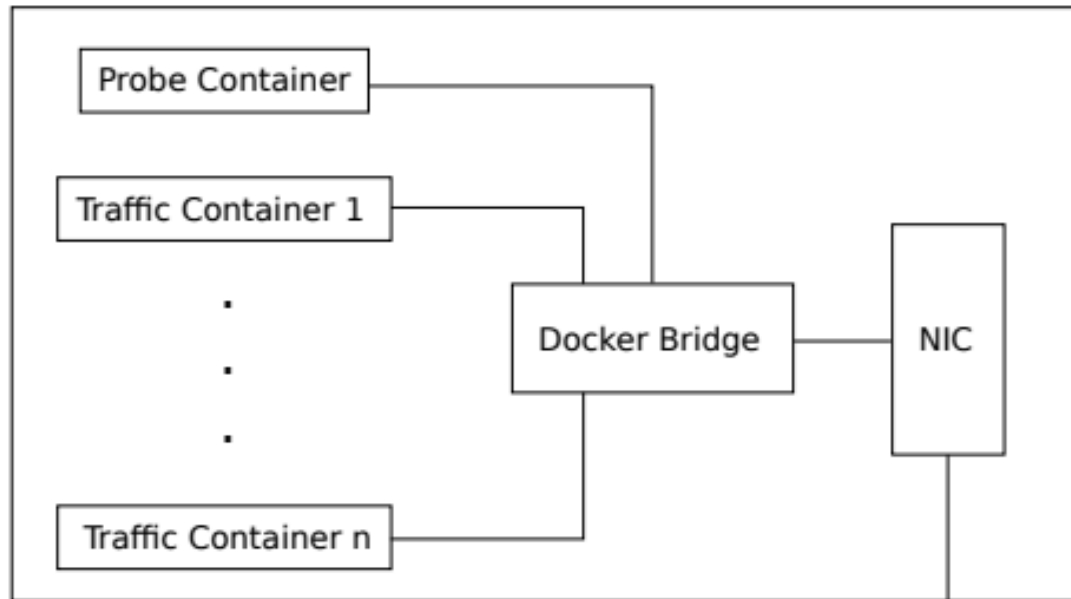 Probe Container
Traffic Container 1
Docker Bridge
NIC
Traffic Container n